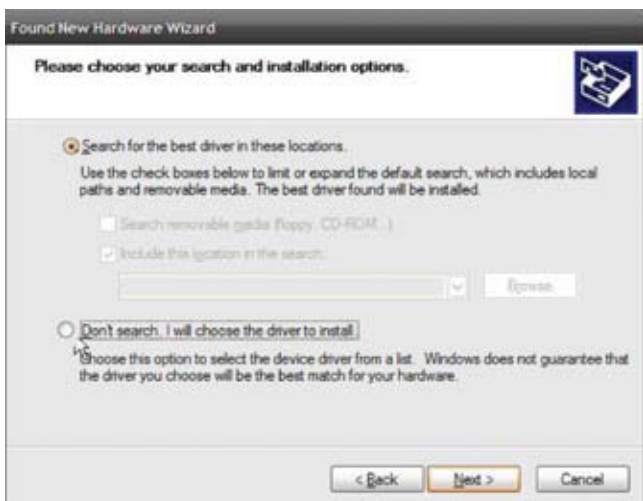 Found New Hardware Wizard
Please choose your search and installation options.
Search for the best driver in these locations.
Use the check boxes below to limit or expand the default search, which includes local
paths and removable media. The best driver found will be installed.
Search removable media (floppy, CD-ROM...)
Include this location in the search:
Browse
Don't search. I will choose the driver to install.
Choose this option to select the device driver from a list. Windows does not guarantee that
the driver you choose will be the best match for your hardware.
< Back
Next >
Cancel